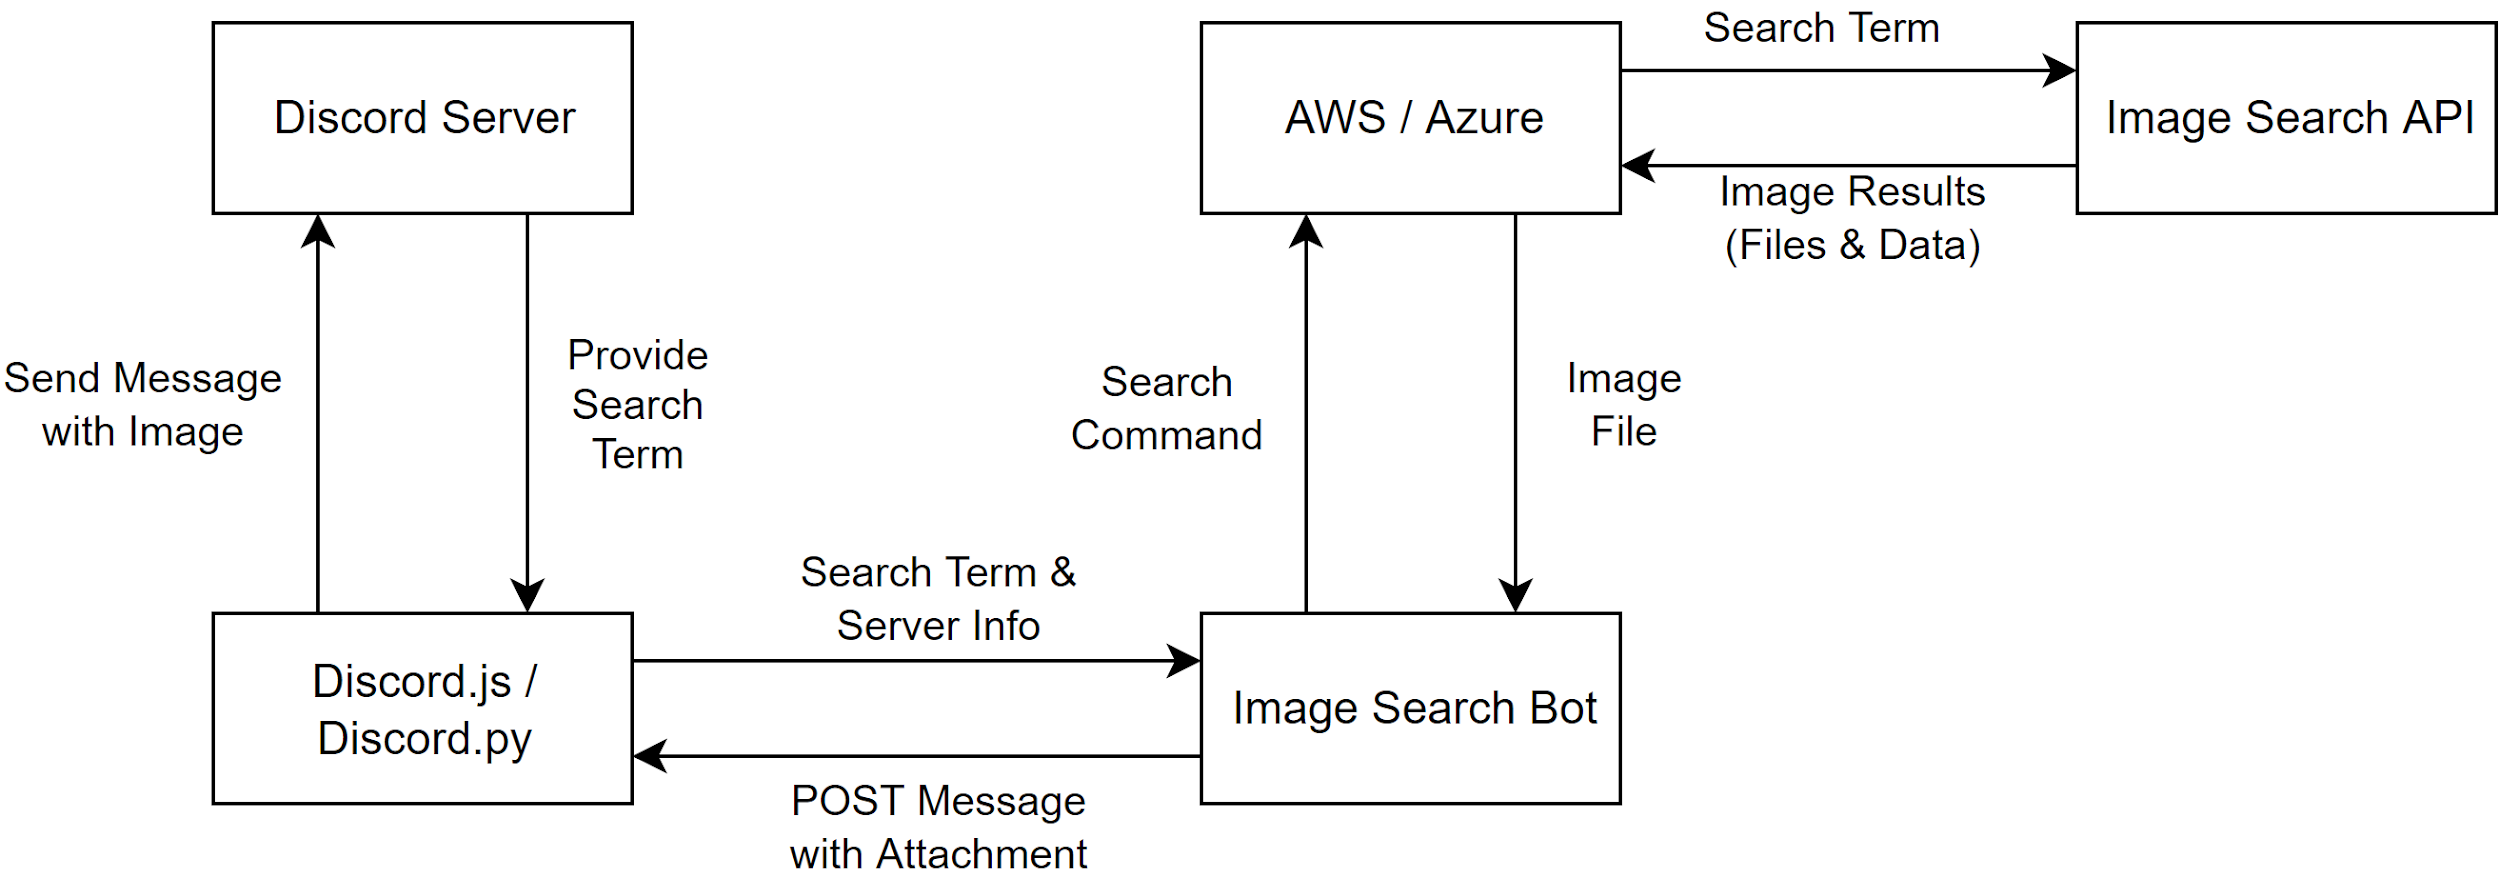 Discord Server
AWS / Azure
Search Term
Image Search API
Image Results
(Files & Data)
Send Message
with Image
Provide
Search
Term
Search
Command
Image
File
Search Term &
Server Info
Discord.js /
Discord.py
Image Search Bot
POST Message
with Attachment